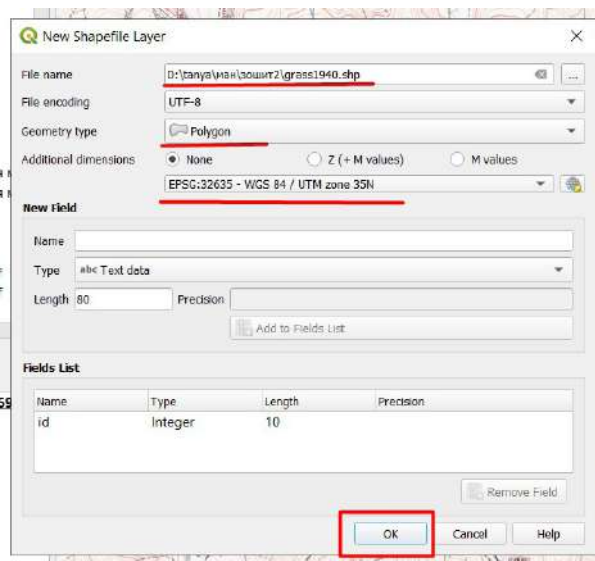 New Shapefile Layer
File name D:\tanya\ман\зошит2\grass1940.shp ...
File encoding UTF-8
Geometry type Polygon
Additional dimensions None Z (+ M values) M values
EPSG:32635 - WGS 84 / UTM zone 35N
New Field
Name
Type abc Text data
Length 80 Precision
Add to Fields List
Fields List
Name Type Length Precision
id Integer 10
Remove Field
OK Cancel Help